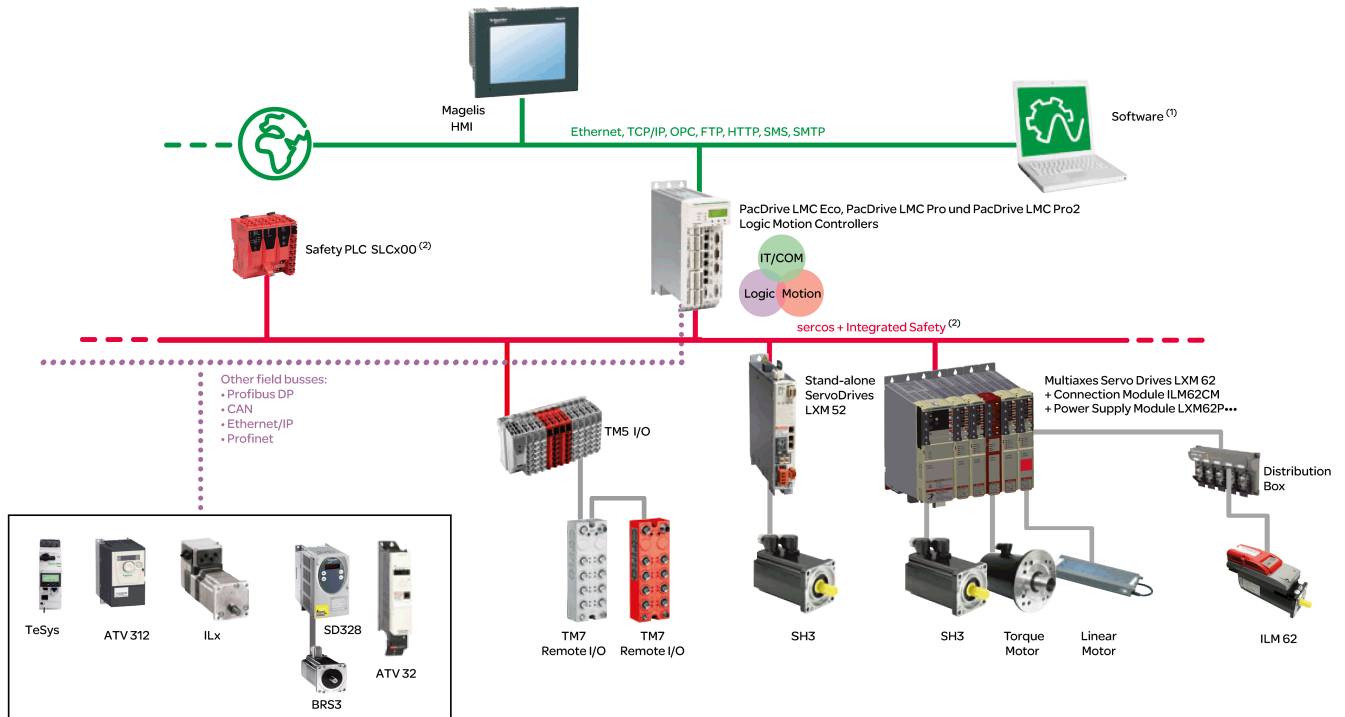 Magelis
HMI
Ethernet, TCP/IP, OPC, FTP, HTTP, SMS, SMTP
Software (1)
PacDrive LMC Eco, PacDrive LMC Pro und PacDrive LMC Pro2
Logic Motion Controllers
Safety PLC SLCx00 (2)
IT/COM
Logic
Motion
sercos + Integrated Safety (2)
Other field busses:
• Profibus DP
• CAN
• Ethernet/IP
• Profinet
TM5 I/O
Stand-alone
ServoDrives
LXM 52
Multiaxes Servo Drives LXM 62
+ Connection Module ILM62CM
+ Power Supply Module LXM62P•••
Distribution
Box
TeSys
ATV 312
ILx
SD328
BRS3
ATV 32
TM7
Remote I/O
TM7
Remote I/O
SH3
SH3
Torque
Motor
Linear
Motor
ILM 62